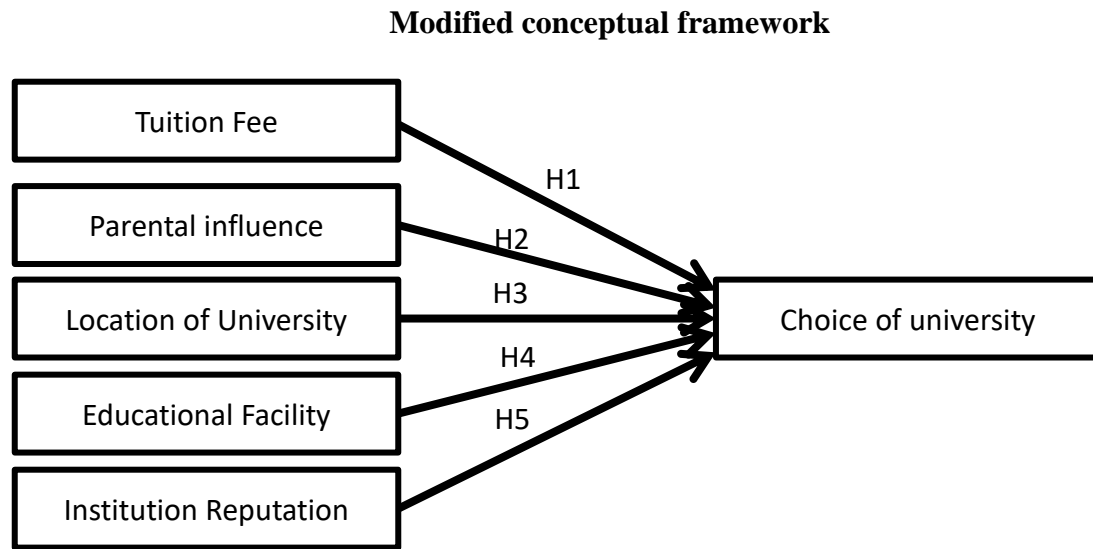 Modified conceptual framework
Tuition Fee
H1
Parental influence
H2
Location of University
H3
Choice of university
Educational Facility
H4
Institution Reputation
H5